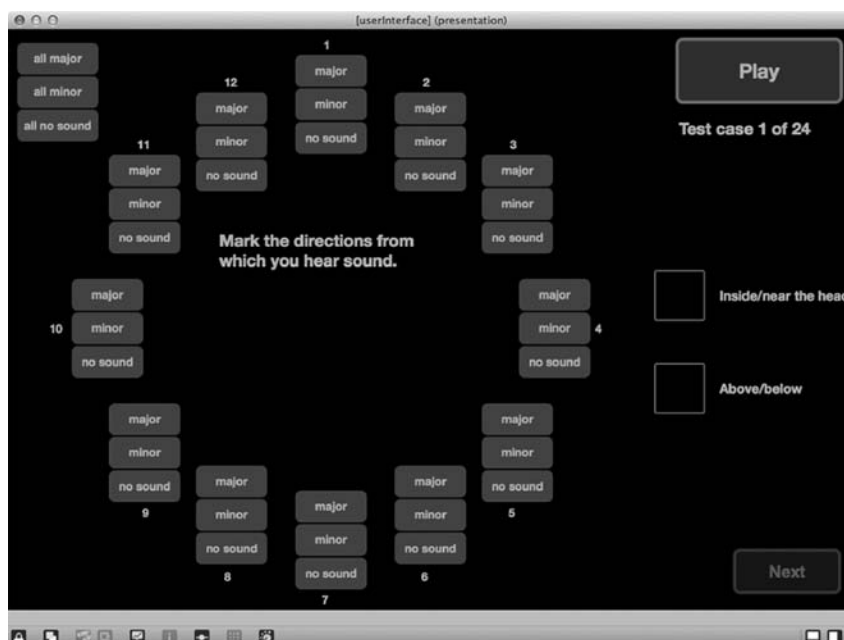 [userInterface] (presentation)
all major
all minor
all no sound
1
major
minor
no sound
2
major
minor
no sound
3
major
minor
no sound
major
minor
no sound
4
major
minor
no sound
5
major
minor
no sound
6
major
minor
no sound
7
major
minor
no sound
8
major
minor
no sound
9
major
10
minor
no sound
11
major
minor
no sound
12
major
minor
no sound
Mark the directions from
which you hear sound.
Play
Test case 1 of 24
Inside/near the head
Above/below
Next